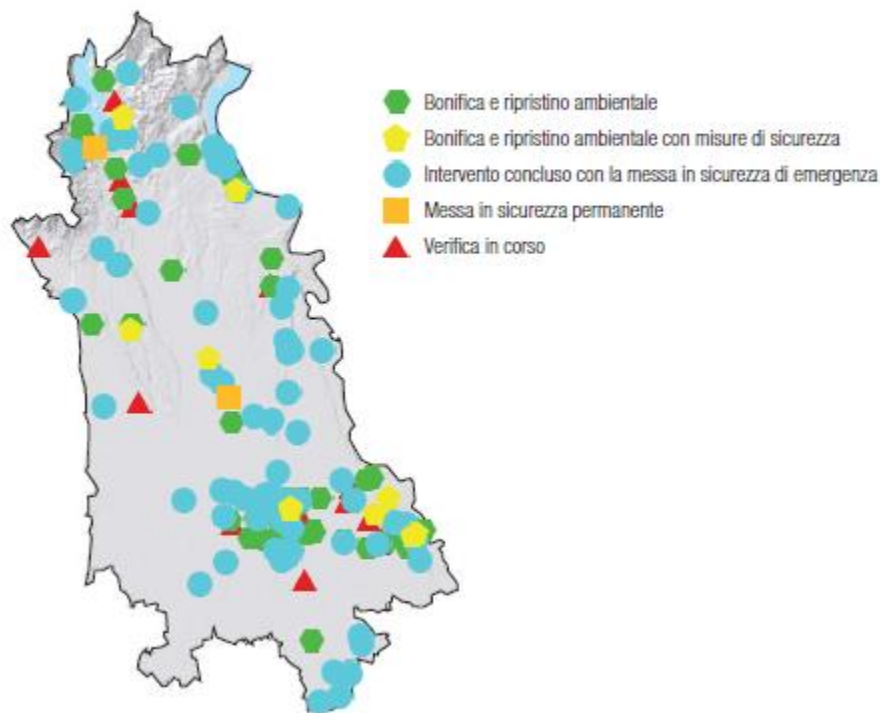 Bonifica e ripristino ambientale
Bonifica e ripristino ambientale con misure di sicurezza
Intervento concluso con la messa in sicurezza di emergenza
Messa in sicurezza permanente
Verifica in corso